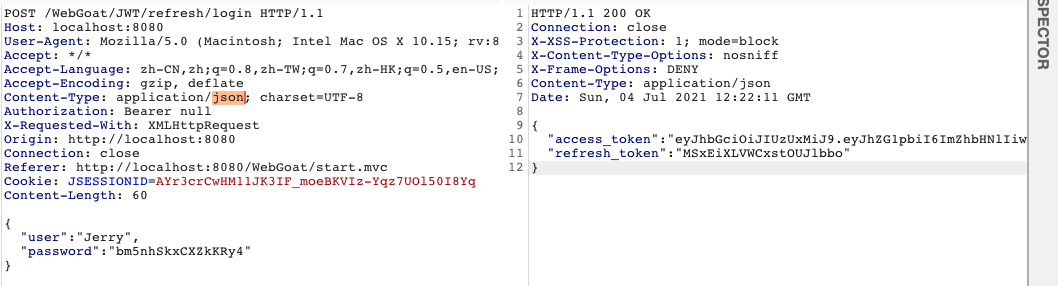 POST /WebGoat/JWT/refresh/login HTTP/1.1
Host: localhost:8080
User-Agent: Mozilla/5.0 (Macintosh; Intel Mac OS X 10.15; rv:8
Accept: */*
Accept-Language: zh-CN,zh;q=0.8,zh-TW;q=0.7,zh-HK;q=0.5,en-US;
Accept-Encoding: gzip, deflate
Content-Type: application/json; charset=UTF-8
Authorization: Bearer null
X-Requested-With: XMLHttpRequest
Origin: http://localhost:8080
Connection: close
Referer: http://localhost:8080/WebGoat/start.mvc
Cookie: JSESSIONID=AYr3crCwHM1lJK3IF_moeBKVIz-Yqz7UOl50I8Yq
Content-Length: 60
{
"user":"Jerry",
"password":"bm5nhSkxCXZkKRy4"
}
1 HTTP/1.1 200 OK
2 Connection: close
3 X-XSS-Protection: 1; mode=block
4 X-Content-Type-Options: nosniff
5 X-Frame-Options: DENY
6 Content-Type: application/json
7 Date: Sun, 04 Jul 2021 12:22:11 GMT
8
9 {
10 "access_token":"eyJhbGciOiJIUzUxMiJ9.eyJhZG1pbiI6ImZhbHNlIiw
11 "refresh_token":"MSxEiXLVWCxstOUJlbbo"
12 }
SPECTOR